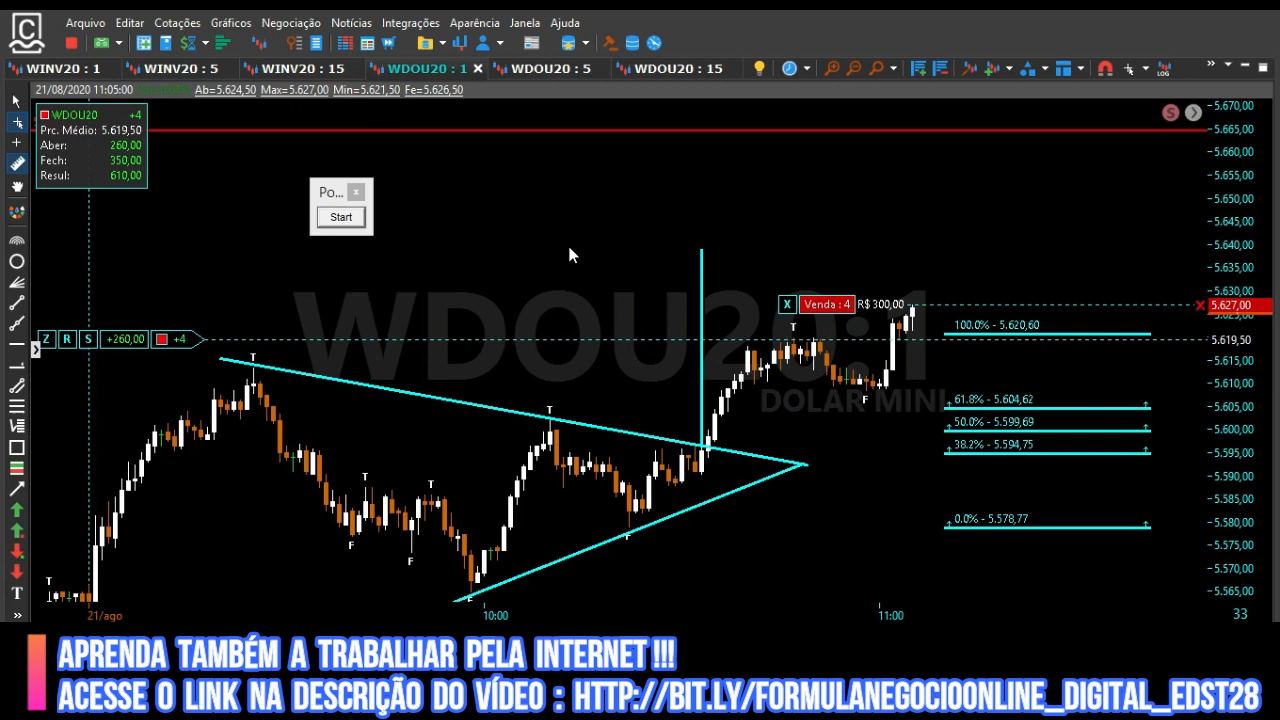 Arquivo Editar Cotações Gráficos Negociação Notícias Integrações Aparência Janela Ajuda
WINV20 : 1 WINV20 : 5 WINV20 : 15 WDOU20 : 1 WDOU20 : 5 WDOU20 : 15
LOG
21/08/2020 11:05:00 Ab=5.624,50 Max=5.627,00 Min=5.621,50 Fe=5.626,50
WDOU20 +4
Prc. Médio: 5.619,50
Aber: 260,00
Fech: 350,00
Resul: 610,00
Po... x
Start
S
5.670,00
5.665,00
5.660,00
5.655,00
5.650,00
5.645,00
5.640,00
5.635,00
5.630,00
5.627,00
5.619,50
5.615,00
5.610,00
5.605,00
5.600,00
5.595,00
5.590,00
5.585,00
5.580,00
5.575,00
5.570,00
5.565,00
WDOU20:1
DOLAR MINI
X Venda : 4 R$ 300,00
Z R S +260,00 +4
100.0% - 5.620,60
61.8% - 5.604,62
50.0% - 5.599,69
38.2% - 5.594,75
0.0% - 5.578,77
T T T T T T
F F F F F
21/ago 10:00 11:00 33
APRENDA TAMBÉM A TRABALHAR PELA INTERNET!!!
ACESSE O LINK NA DESCRIÇÃO DO VÍDEO : HTTP://BIT.LY/FORMULANEGOCIOONLINE_DIGITAL_EDST28